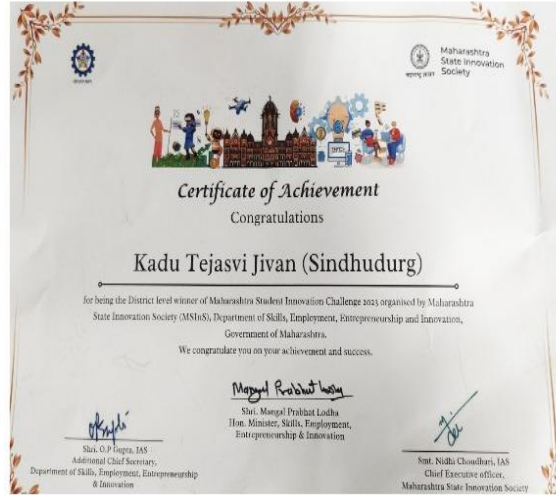 Maharashtra
State Innovation
Society
Certificate of Achievement
Congratulations
Kadu Tejasvi Jivan (Sindhudurg)
for being the District level winner of Maharashtra Student Innovation Challenge 2023 organised by Maharashtra
State Innovation Society (MSInS), Department of Skills, Employment, Entrepreneurship and Innovation,
Government of Maharashtra.
We congratulate you on your achievement and success.
Mangal Prabhat Lodha
Shri. Mangal Prabhat Lodha
Hon. Minister, Skills, Employment,
Entrepreneurship & Innovation
Shri. O.P Gupta, IAS
Additional Chief Secretary,
Department of Skills, Employment, Entrepreneurship
& Innovation
Smt. Nidhi Choudhari, IAS
Chief Executive officer,
Maharashtra State Innovation Society